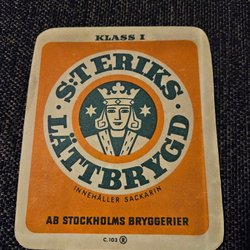 KLASS I
S:T ERIKS
LÄTTBRYGD
INNEHÅLLER SACKARIN
AB STOCKHOLMS BRYGGERIER
C. 103 R